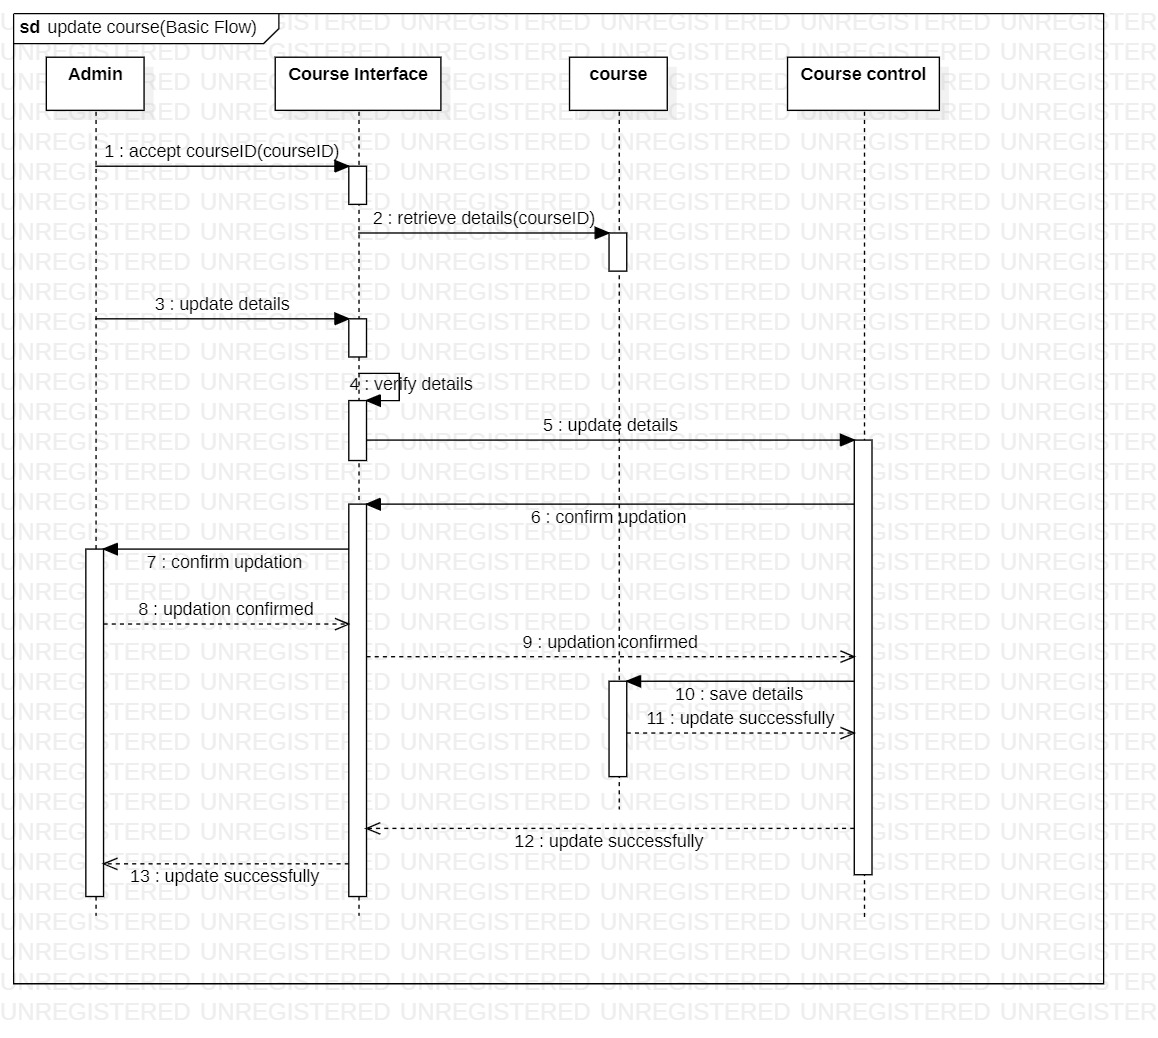 sd update course(Basic Flow)
Admin
Course Interface
course
Course control
1 : accept courseID(courseID)
2 : retrieve details(courseID)
3 : update details
4 : verify details
5 : update details
6 : confirm updation
7 : confirm updation
8 : updation confirmed
9 : updation confirmed
10 : save details
11 : update successfully
12 : update successfully
13 : update successfully
UNREGISTERED